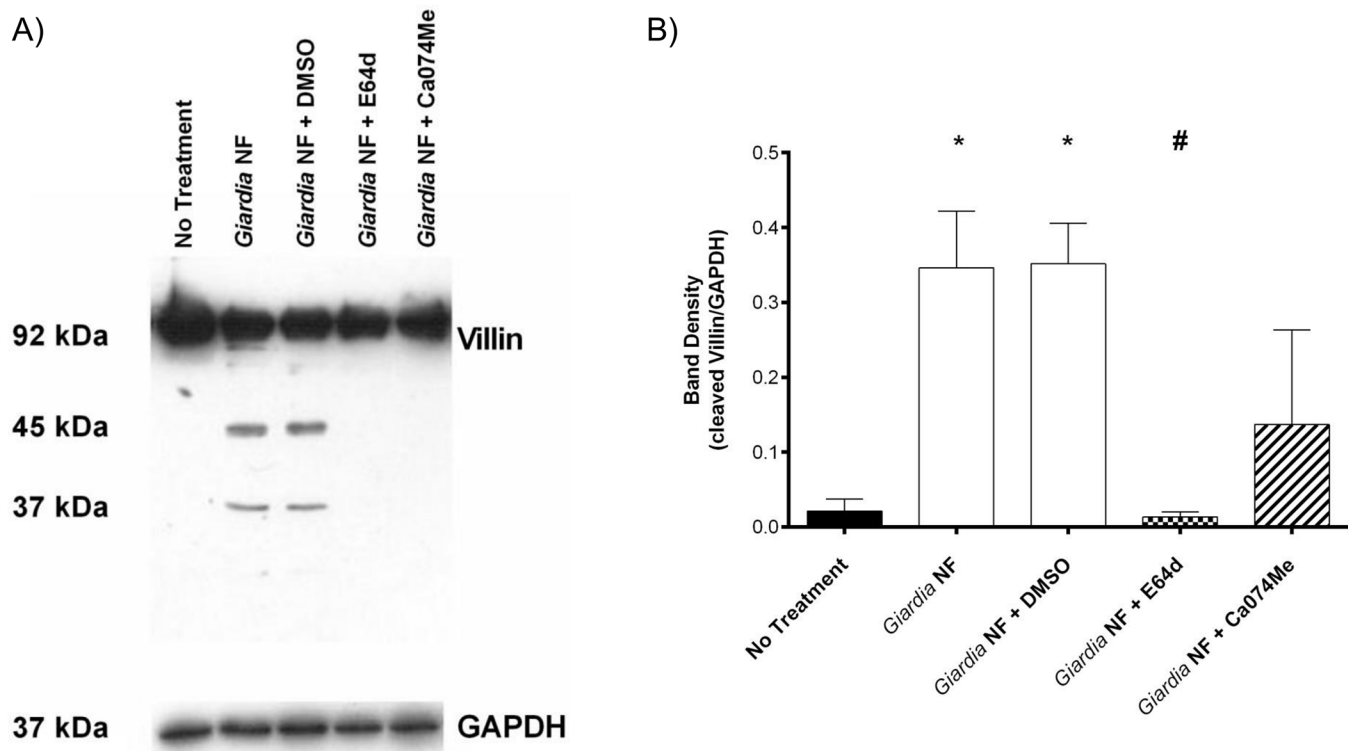 A)
No Treatment
Giardia NF
Giardia NF + DMSO
Giardia NF + E64d
Giardia NF + Ca074Me
92 kDa
Villin
45 kDa
37 kDa
37 kDa
GAPDH
B)
*
*
#
Band Density
(cleaved Villin/GAPDH)
0.5
0.4
0.3
0.2
0.1
0.0
No Treatment
Giardia NF
Giardia NF + DMSO
Giardia NF + E64d
Giardia NF + Ca074Me